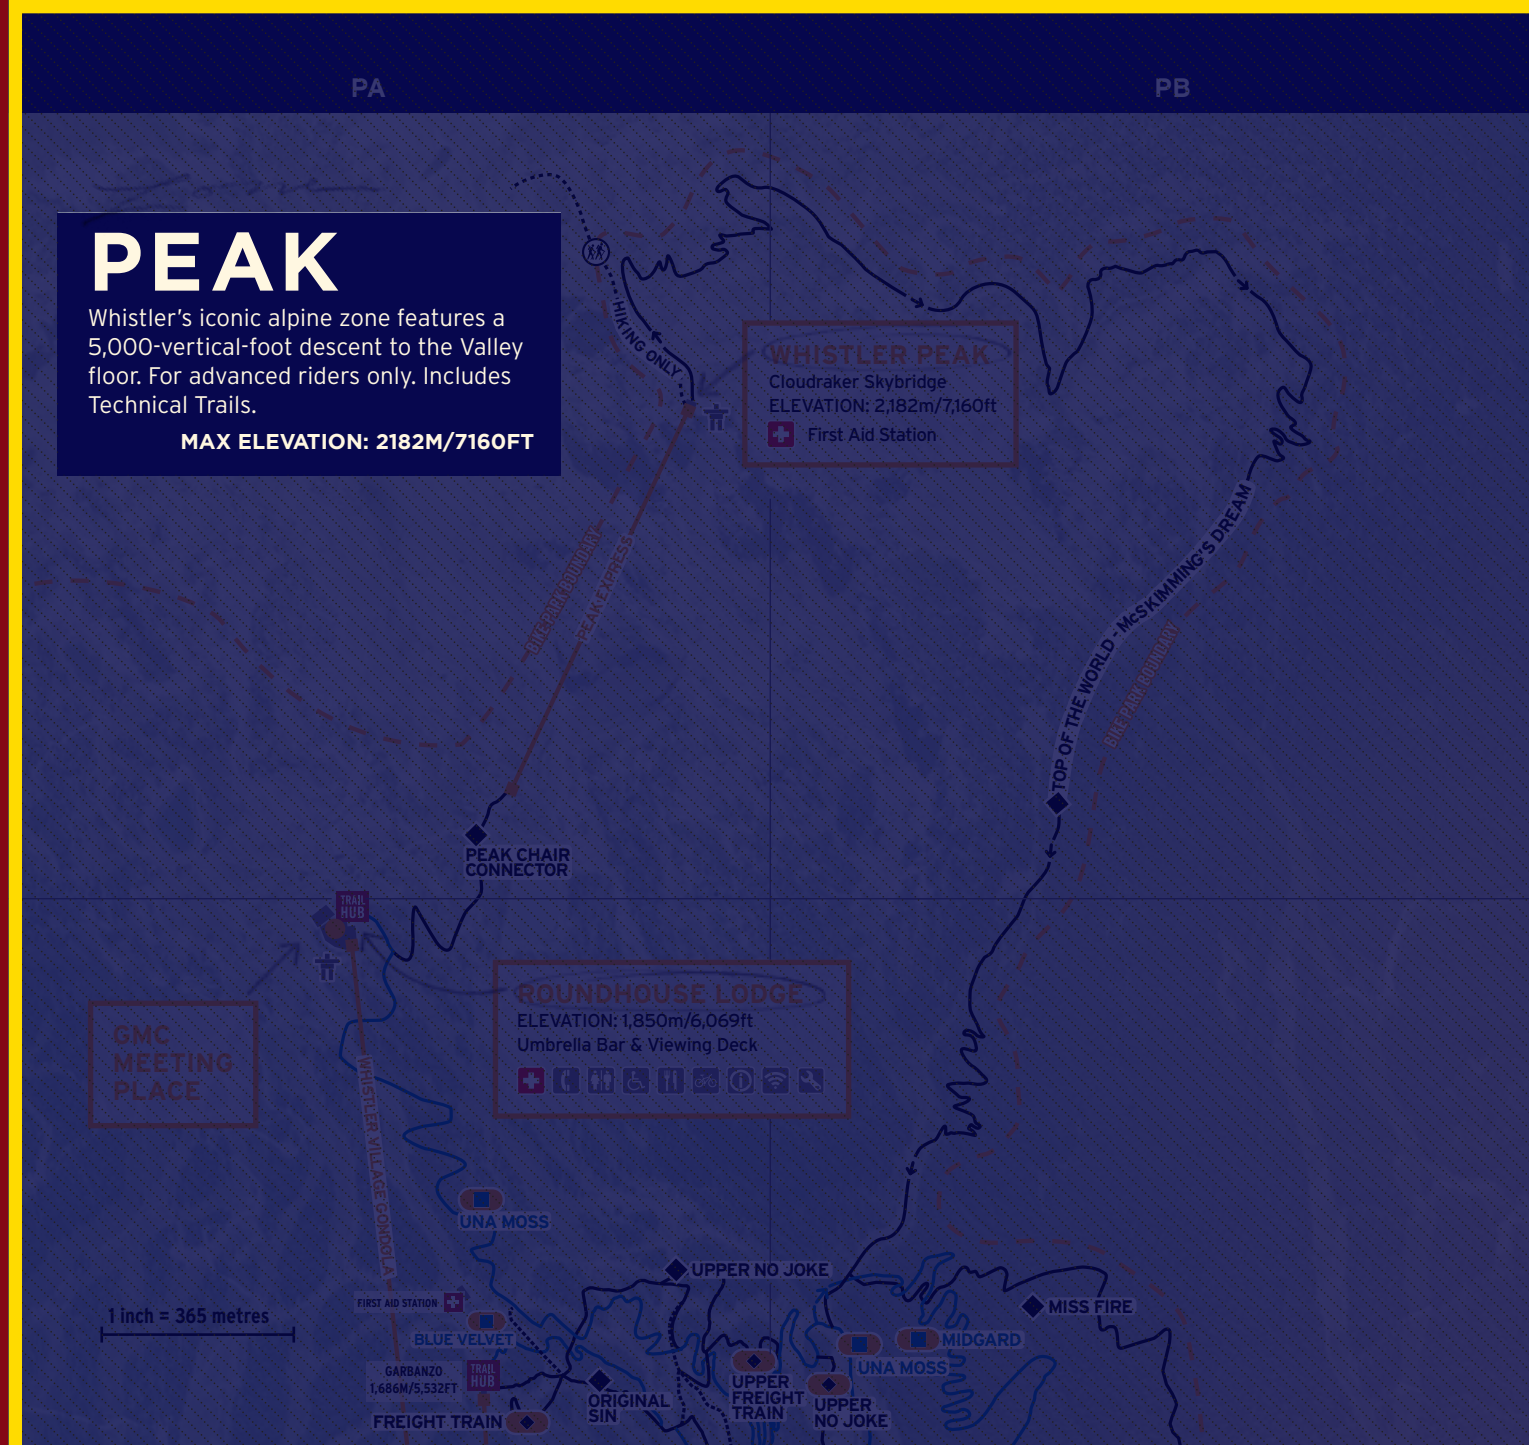 PA
PB
PEAK
Whistler’s iconic alpine zone features a
5,000-vertical-foot descent to the Valley
floor. For advanced riders only. Includes
Technical Trails.
MAX ELEVATION: 2182M/7160FT
HIKING ONLY
WHISTLER PEAK
Cloudraker Skybridge
ELEVATION: 2,182m/7,160ft
First Aid Station
BIKE PARK BOUNDARY
PEAK EXPRESS
TOP OF THE WORLD - McSKIMMING'S DREAM
BIKE PARK BOUNDARY
PEAK CHAIR
CONNECTOR
TRAIL
HUB
ROUNDHOUSE LODGE
ELEVATION: 1,850m/6,069ft
Umbrella Bar & Viewing Deck
GMC
MEETING
PLACE
WHISTLER VILLAGE GONDOLA
UNA MOSS
UPPER NO JOKE
MISS FIRE
FIRST AID STATION
1 inch = 365 metres
BLUE VELVET
MIDGARD
UNA MOSS
GARBANZO
1,686M/5,532FT
TRAIL
HUB
UPPER
FREIGHT
TRAIN
ORIGINAL
SIN
UPPER
NO JOKE
FREIGHT TRAIN